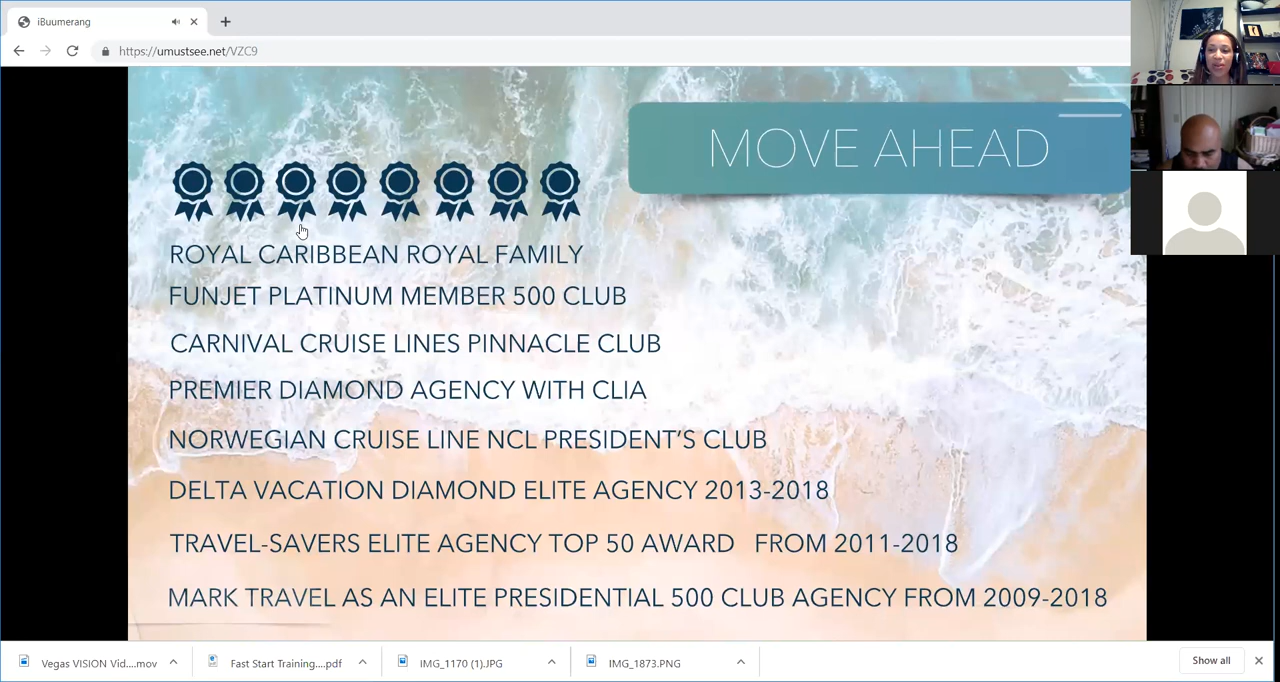 iBuumerang
https://umustsee.net/VZC9
MOVE AHEAD
ROYAL CARIBBEAN ROYAL FAMILY
FUNJET PLATINUM MEMBER 500 CLUB
CARNIVAL CRUISE LINES PINNACLE CLUB
PREMIER DIAMOND AGENCY WITH CLIA
NORWEGIAN CRUISE LINE NCL PRESIDENT'S CLUB
DELTA VACATION DIAMOND ELITE AGENCY 2013-2018
TRAVEL-SAVERS ELITE AGENCY TOP 50 AWARD FROM 2011-2018
MARK TRAVEL AS AN ELITE PRESIDENTIAL 500 CLUB AGENCY FROM 2009-2018
Vegas VISION Vid....mov
Fast Start Training....pdf
IMG_1170 (1).JPG
IMG_1873.PNG
Show all